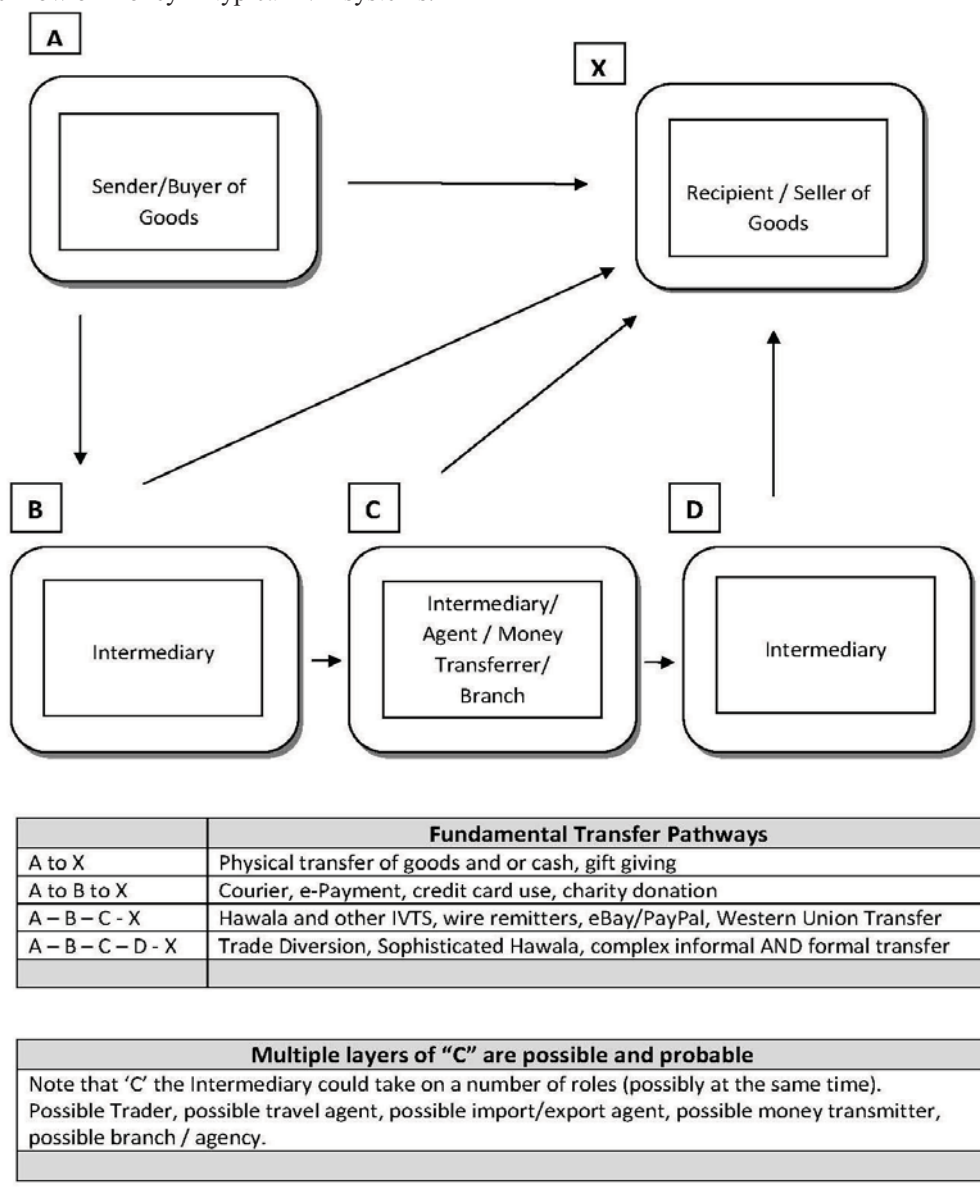 A
X
Sender/Buyer of
Goods
Recipient / Seller of
Goods
B
C
D
Intermediary
Intermediary/
Agent / Money
Transferrer/
Branch
Intermediary
Fundamental Transfer Pathways
A to X Physical transfer of goods and or cash, gift giving
A to B to X Courier, e-Payment, credit card use, charity donation
A – B – C - X Hawala and other IVTS, wire remitters, eBay/PayPal, Western Union Transfer
A – B – C – D - X Trade Diversion, Sophisticated Hawala, complex informal AND formal transfer
Multiple layers of “C” are possible and probable
Note that ‘C’ the Intermediary could take on a number of roles (possibly at the same time).
Possible Trader, possible travel agent, possible import/export agent, possible money transmitter,
possible branch / agency.